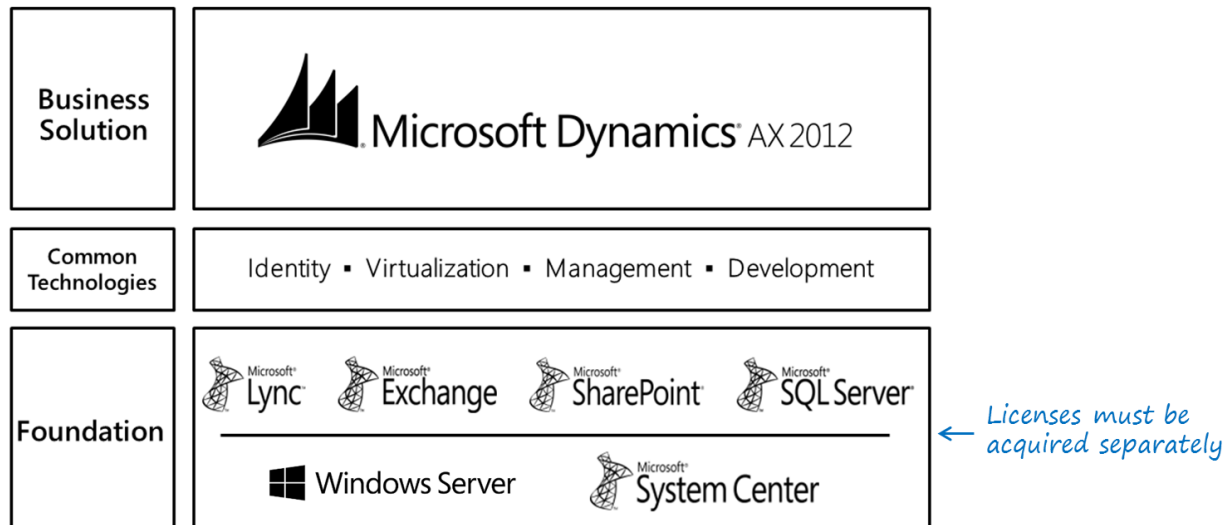 Business
Solution
Microsoft Dynamics® AX 2012
Common
Technologies
Identity ▪ Virtualization ▪ Management ▪ Development
Microsoft® Lync™
Microsoft® Exchange
Microsoft® SharePoint®
Microsoft® SQL Server®
Foundation
Licenses must be
acquired separately
Windows Server
Microsoft® System Center